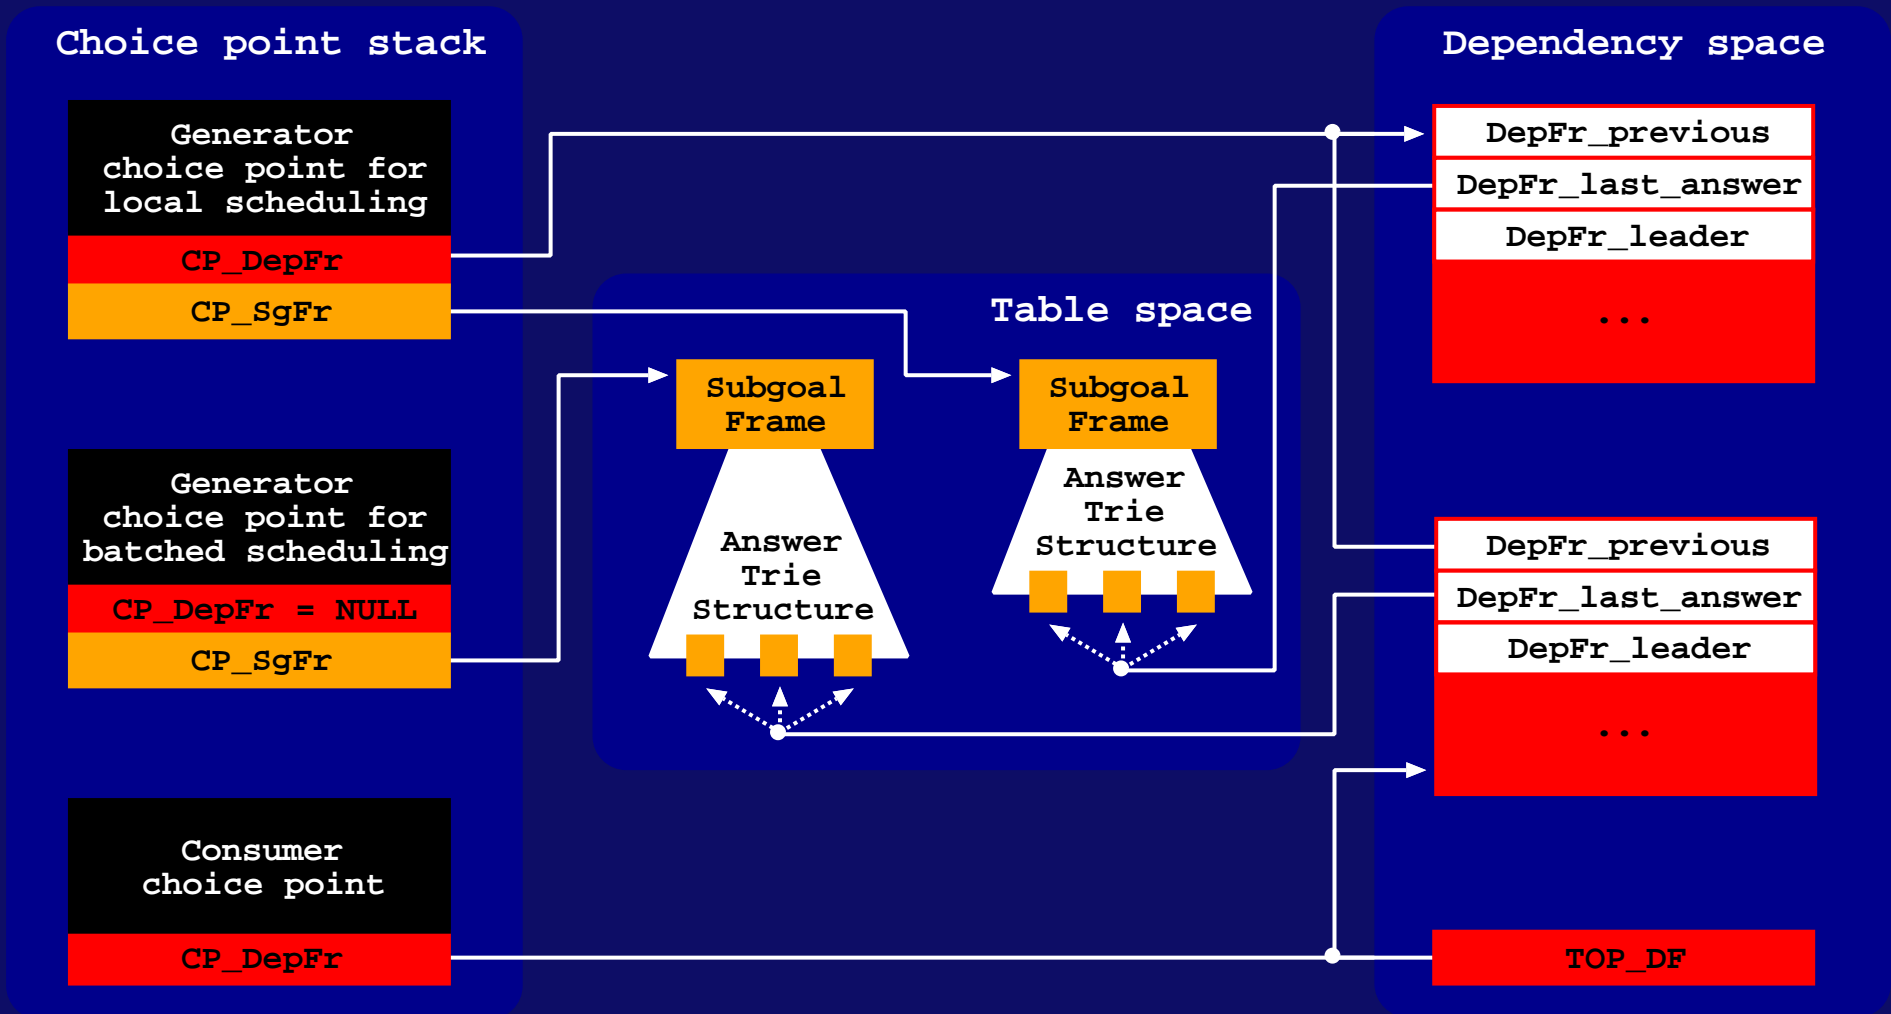 Choice point stack
Generator
choice point for
local scheduling
CP_DepFr
CP_SgFr
Generator
choice point for
batched scheduling
CP_DepFr = NULL
CP_SgFr
Consumer
choice point
CP_DepFr
Table space
Subgoal
Frame
Answer
Trie
Structure
Subgoal
Frame
Answer
Trie
Structure
Dependency space
DepFr_previous
DepFr_last_answer
DepFr_leader
...
DepFr_previous
DepFr_last_answer
DepFr_leader
...
TOP_DF